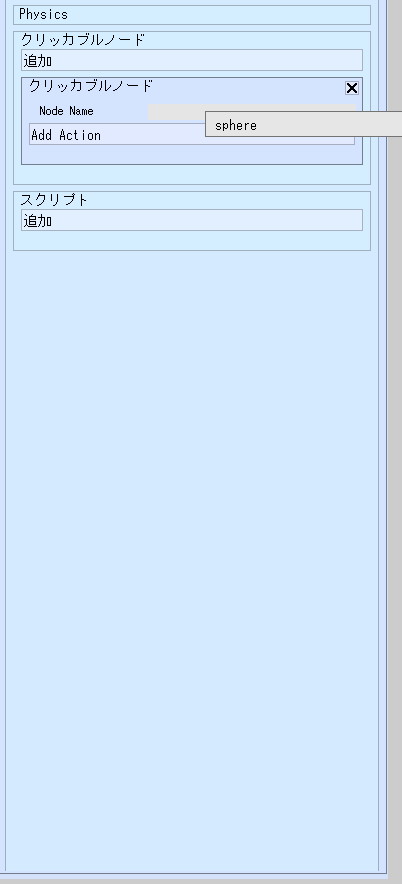 Physics
クリッカブルノード
追加
クリッカブルノード
Node Name
sphere
Add Action
スクリプト
追加